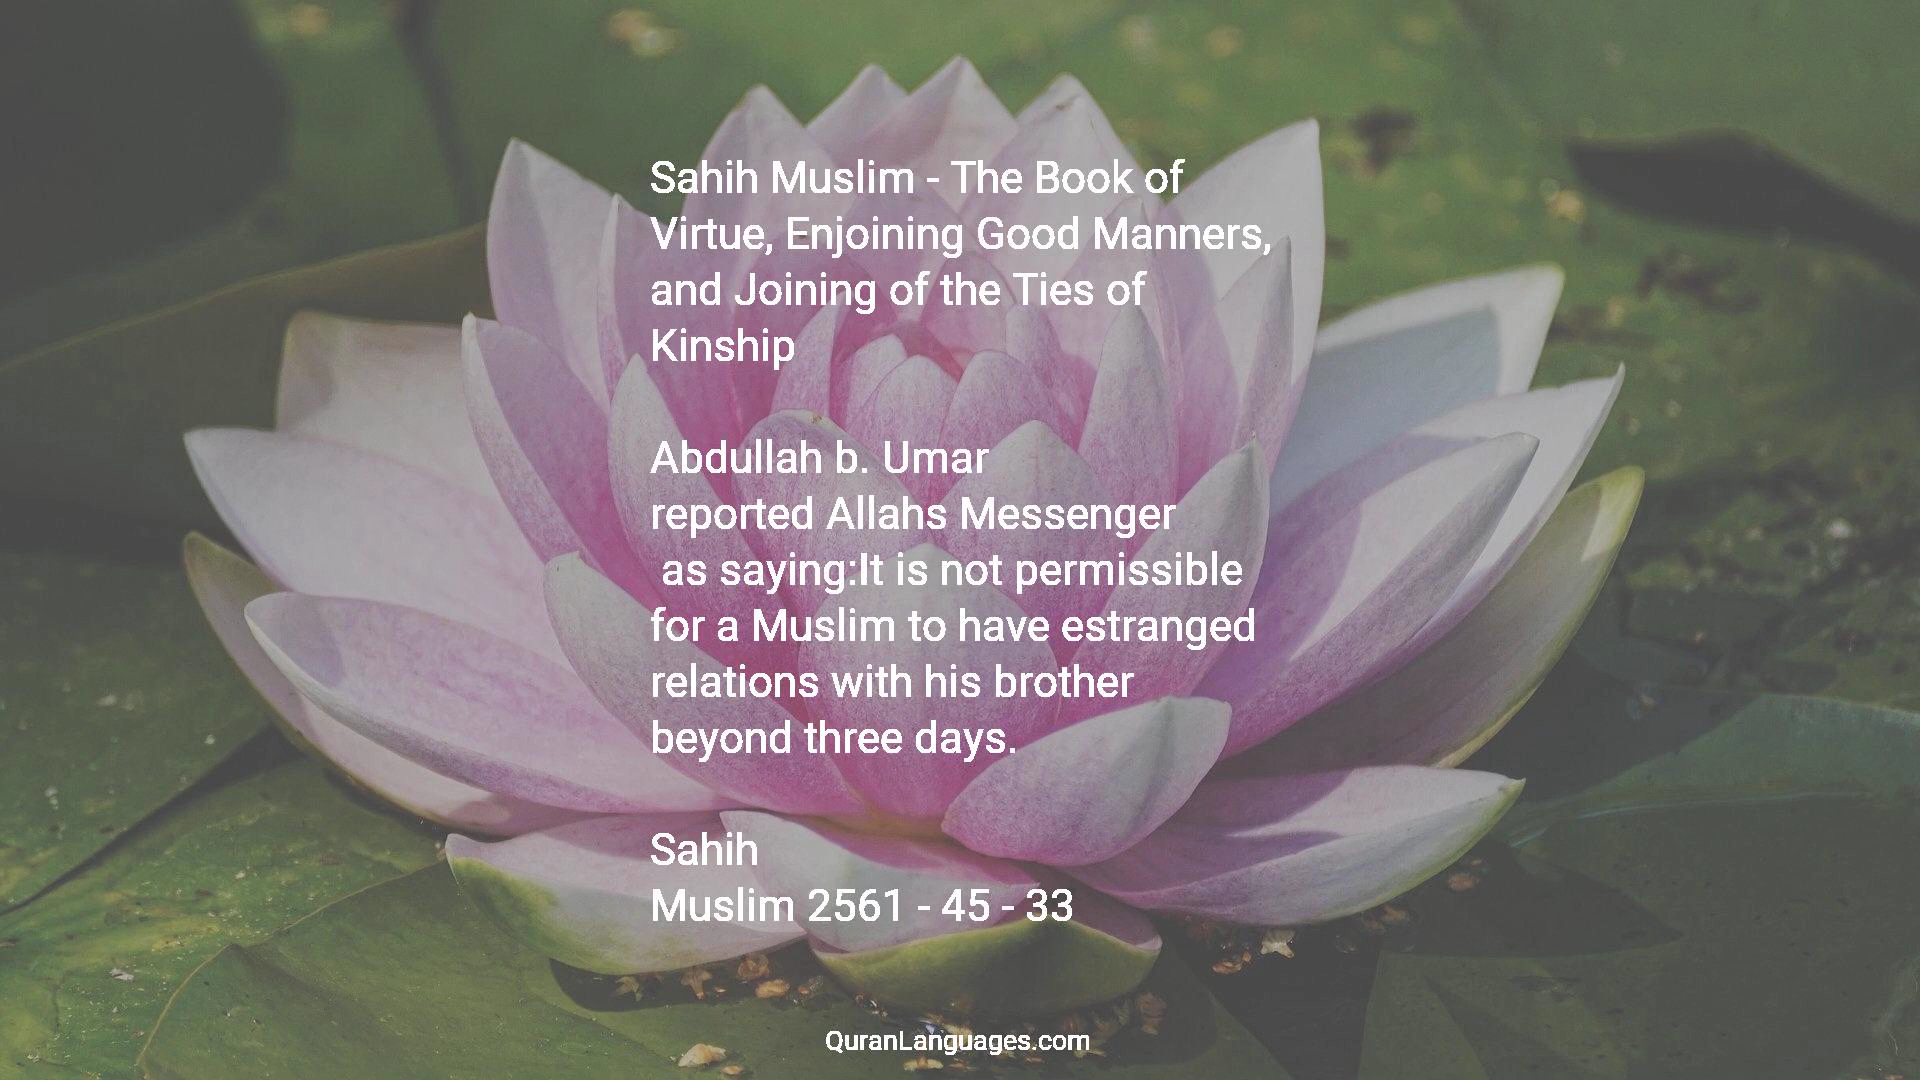 Sahih Muslim - The Book of
Virtue, Enjoining Good Manners,
and Joining of the Ties of
Kinship
Abdullah b. Umar
reported Allahs Messenger
as saying:It is not permissible
for a Muslim to have estranged
relations with his brother
beyond three days.
Sahih
Muslim 2561 - 45 - 33
QuranLanguages.com